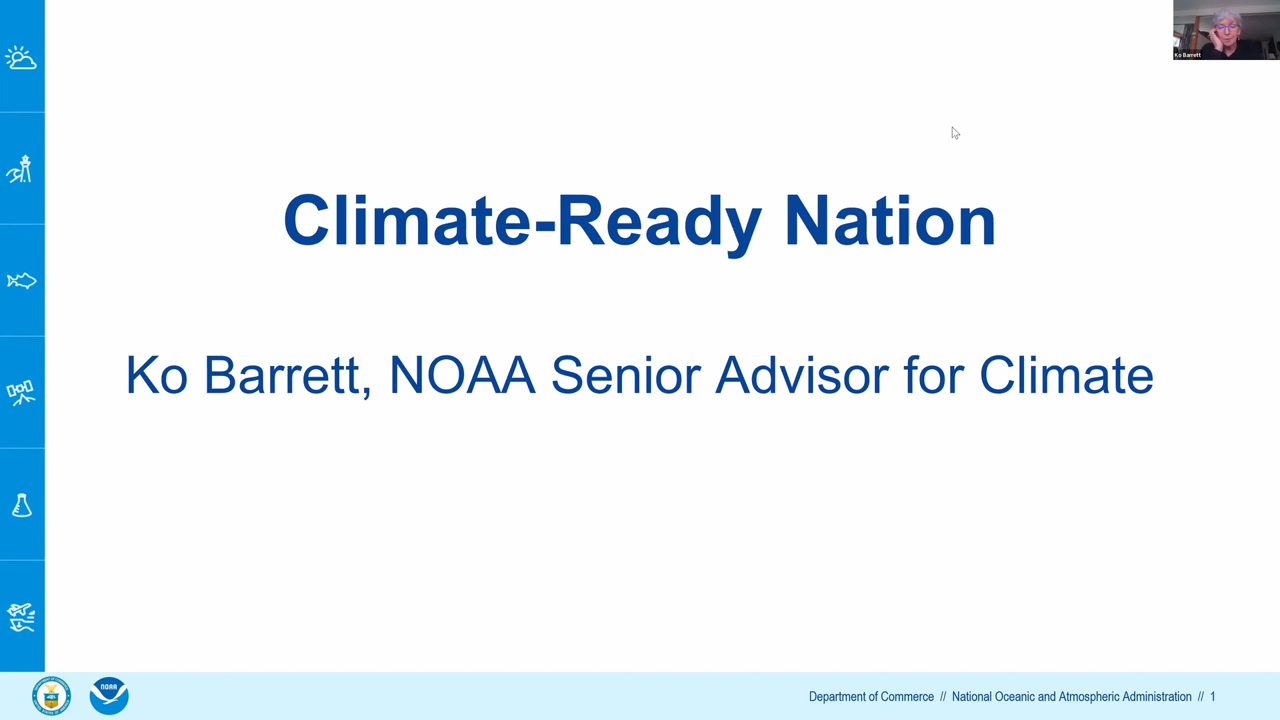 Ko Barrett
Climate-Ready Nation
Ko Barrett, NOAA Senior Advisor for Climate
NOAA
Department of Commerce // National Oceanic and Atmospheric Administration // 1